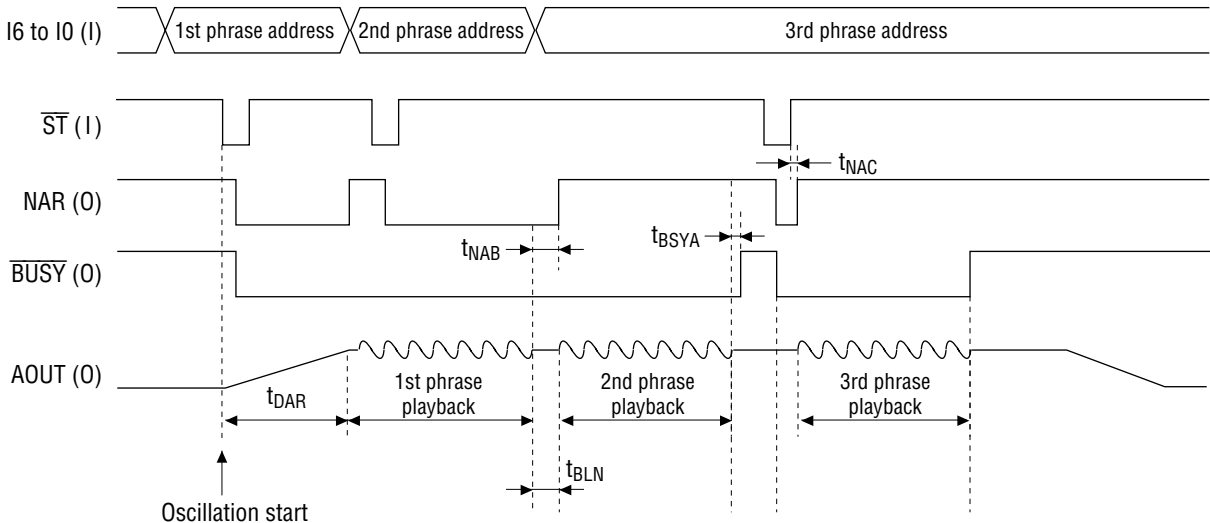 I6 to I0 (I)
1st phrase address
2nd phrase address
3rd phrase address
ST (I)
tNAC
NAR (O)
tNAB
tBSYA
BUSY (O)
AOUT (O)
tDAR
1st phrase
playback
2nd phrase
playback
3rd phrase
playback
tBLN
Oscillation start